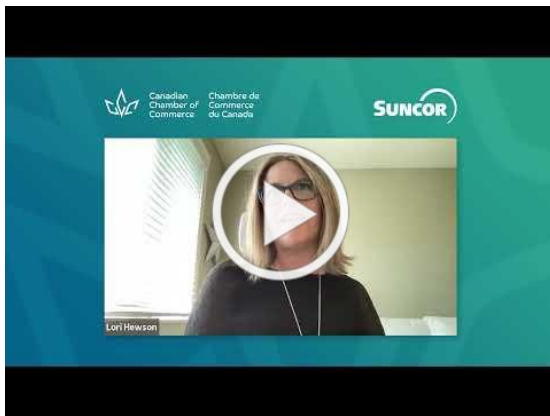 Canadian
Chamber of
Commerce
Chambre de
Commerce
du Canada
SUNCOR
Lori Hewson